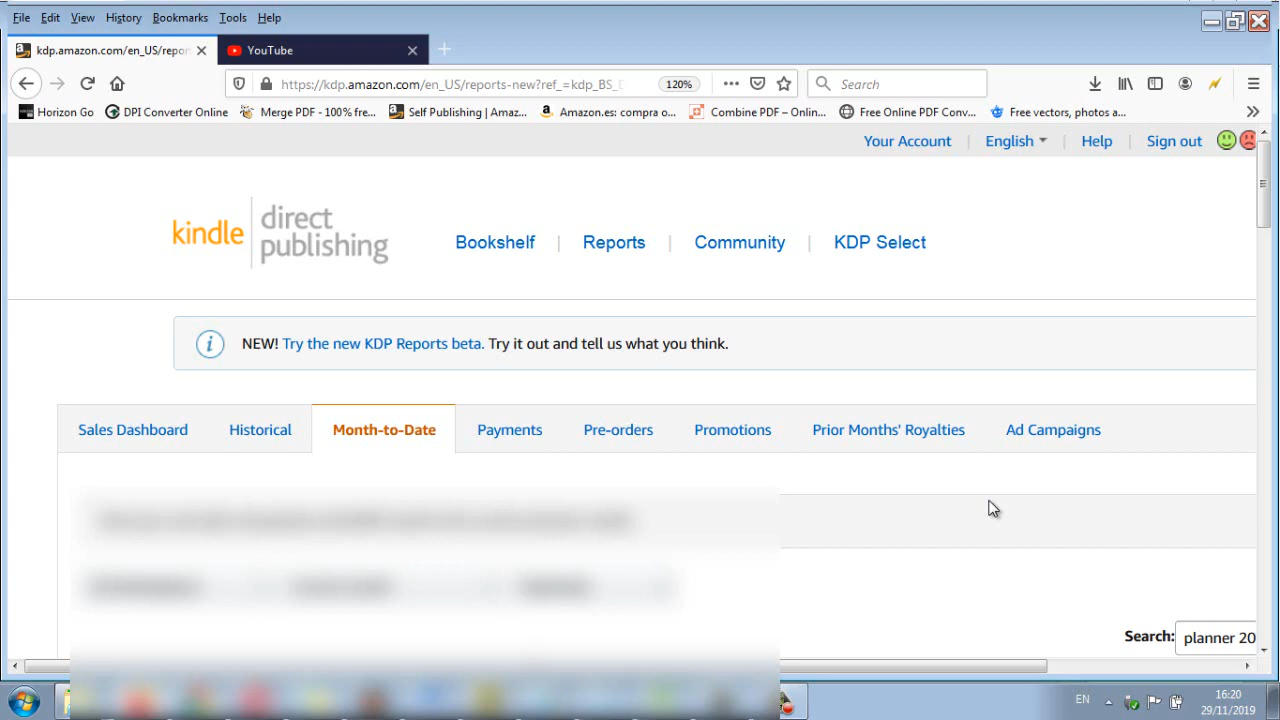 File Edit View History Bookmarks Tools Help
kdp.amazon.com/en_US/repor YouTube
https://kdp.amazon.com/en_US/reports-new?ref_=kdp_BS_D 120% Search
Horizon Go DPI Converter Online Merge PDF - 100% fre... Self Publishing | Amaz... Amazon.es: compra o... Combine PDF – Onlin... Free Online PDF Conv... Free vectors, photos a...
Your Account English Help Sign out
kindle direct publishing
Bookshelf Reports Community KDP Select
NEW! Try the new KDP Reports beta. Try it out and tell us what you think.
Sales Dashboard Historical Month-to-Date Payments Pre-orders Promotions Prior Months' Royalties Ad Campaigns
Search: planner 20
EN 16:20
29/11/2019